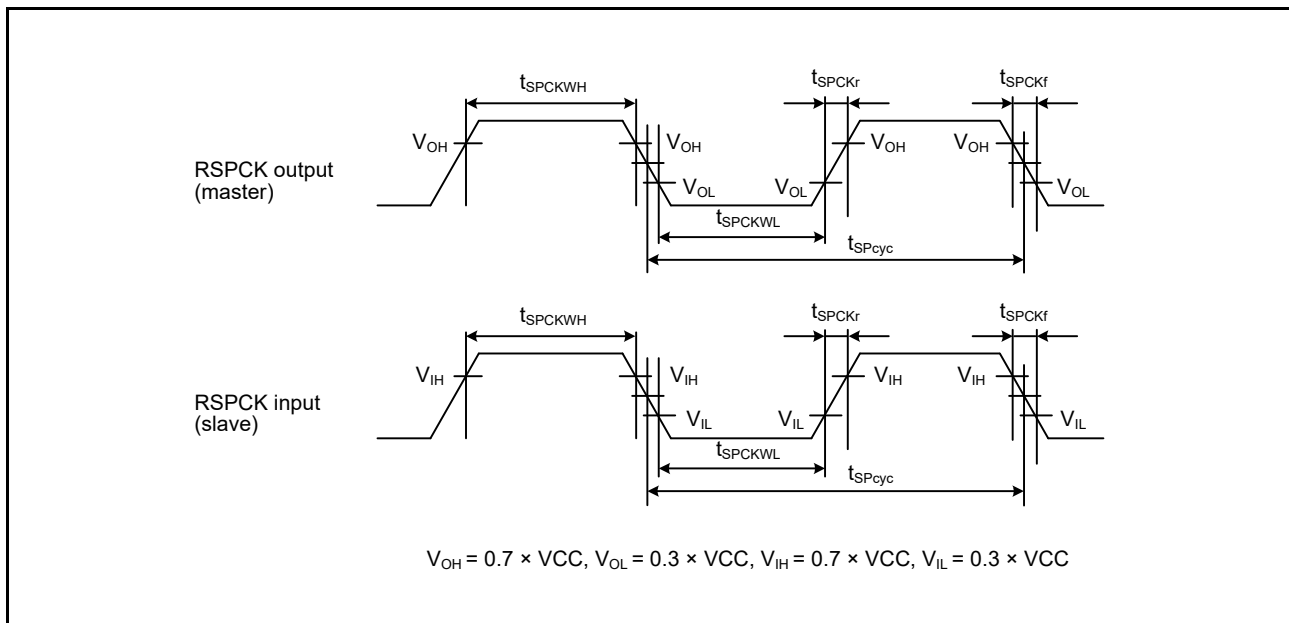 tSPCKWH
tSPCKr
tSPCKf
VOH
VOH
VOH
VOH
RSPCK output
(master)
VOL
VOL
VOL
tSPCKWL
tSPcyc
tSPCKWH
tSPCKr
tSPCKf
VIH
VIH
VIH
VIH
RSPCK input
(slave)
VIL
VIL
VIL
tSPCKWL
tSPcyc
VOH = 0.7 × VCC, VOL = 0.3 × VCC, VIH = 0.7 × VCC, VIL = 0.3 × VCC